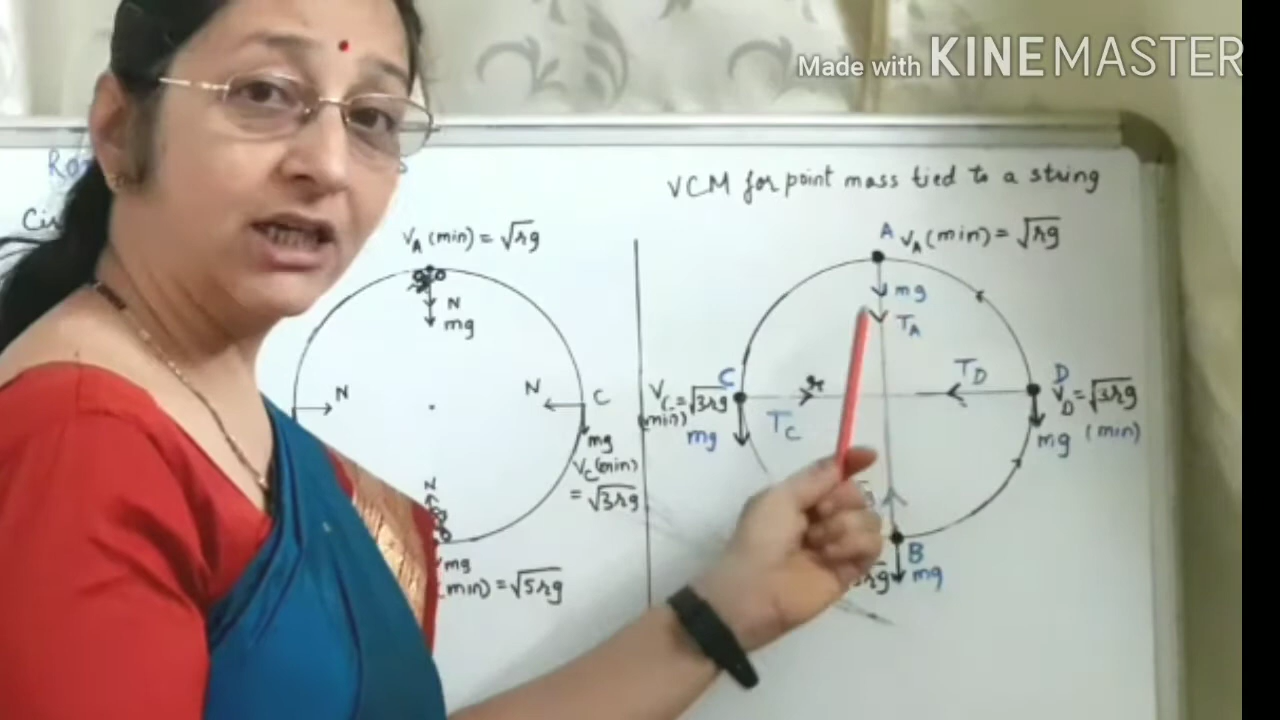 Made with KINEMASTER
VCM for point mass tied to a string
V_A (min) = √rg
N
mg
N
N
C
mg
V_C (min)
= √3rg
N
mg
(min) = √5rg
A V_A (min) = √rg
mg
T_A
C
V_C = √3rg
(min)
mg
T_C
r
T_D
D
V_D = √3rg
(min)
mg
B
mg